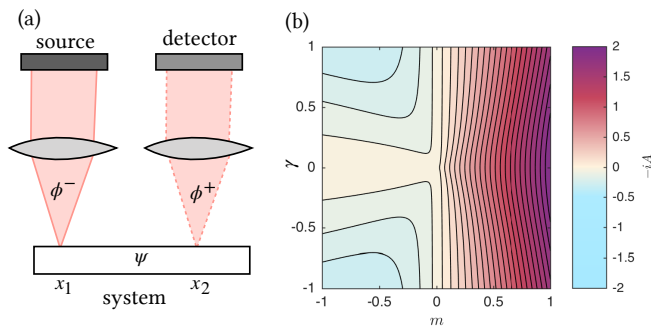 (a)
source
detector
ϕ⁻
ϕ⁺
ψ
x₁
x₂
system
(b)
1
0.5
0
-0.5
-1
γ
-1
-0.5
0
0.5
1
m
2
1.5
1
0.5
0
-0.5
-1
-1.5
-2
-iA